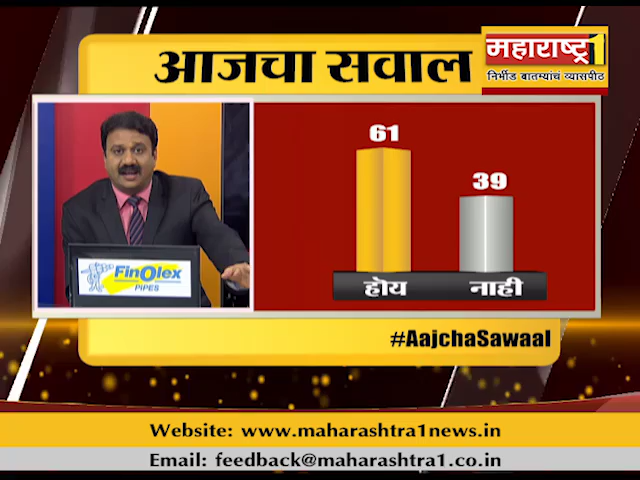 आजचा सवाल
महाराष्ट्र 1
निर्भीड बातम्यांचं व्यासपीठ
61
39
होय
नाही
FinOlex
PIPES
#AajchaSawaal
Website: www.maharashtra1news.in
Email: feedback@maharashtra1.co.in